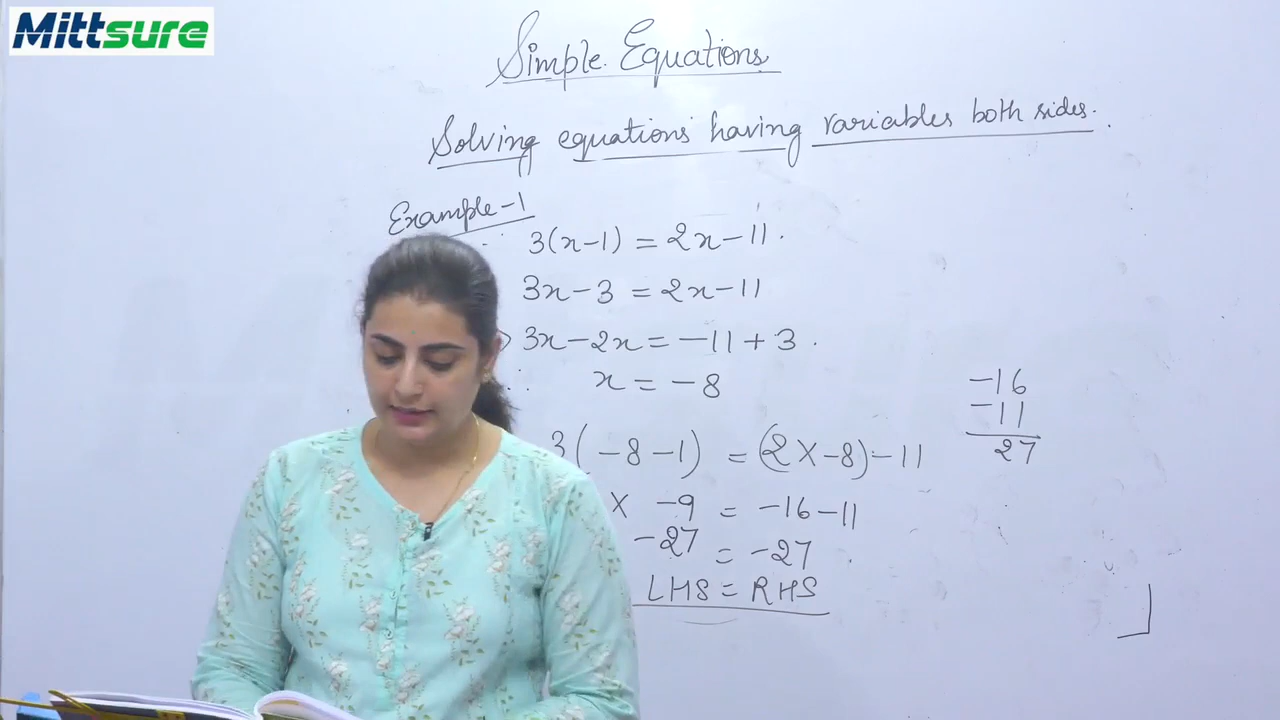 Mittsure
Simple Equations
Solving equations having variables both sides.
Example-1
3(x-1) = 2x-11.
3x-3 = 2x-11
3x-2x = -11+3.
∴ x = -8
3(-8-1) = (2×-8)-11
× -9 = -16-11
-27 = -27
LHS = RHS
-16
-11
27